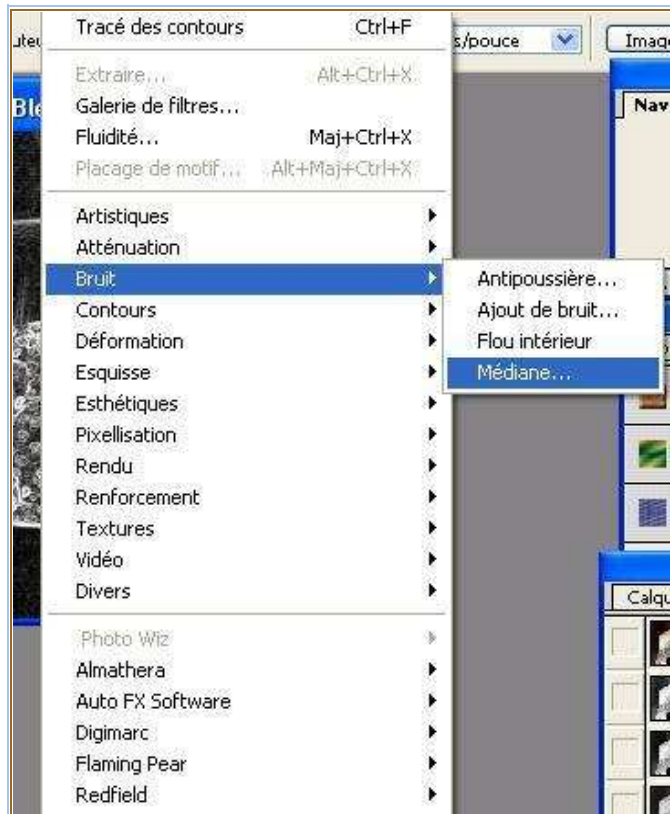 Tracé des contours Ctrl+F
s/pouce
Extraire... Alt+Ctrl+X
Galerie de filtres...
Fluidité... Maj+Ctrl+X
Placage de motif... Alt+Maj+Ctrl+X
Artistiques
Atténuation
Bruit
Contours
Déformation
Esquisse
Esthétiques
Pixellisation
Rendu
Renforcement
Textures
Vidéo
Divers
Photo Wiz
Almathera
Auto FX Software
Digimarc
Flaming Pear
Redfield
Antipoussière...
Ajout de bruit...
Flou intérieur
Médiane...
Imag
Nav
Calqu